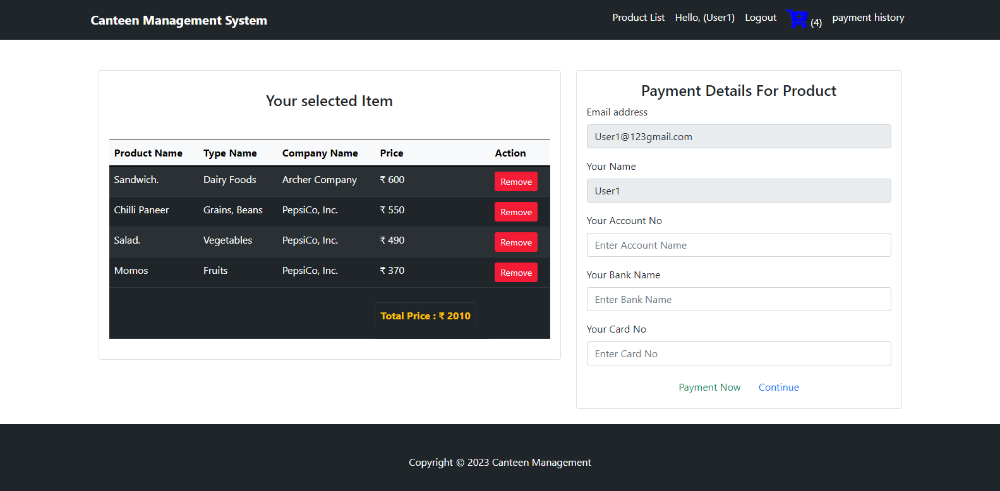 Canteen Management System
Product List Hello, (User1) Logout (4) payment history
Your selected Item
Product Name Type Name Company Name Price Action
Sandwich. Dairy Foods Archer Company ₹ 600 Remove
Chilli Paneer Grains, Beans PepsiCo, Inc. ₹ 550 Remove
Salad. Vegetables PepsiCo, Inc. ₹ 490 Remove
Momos Fruits PepsiCo, Inc. ₹ 370 Remove
Total Price : ₹ 2010
Payment Details For Product
Email address
User1@123gmail.com
Your Name
User1
Your Account No
Enter Account Name
Your Bank Name
Enter Bank Name
Your Card No
Enter Card No
Payment Now Continue
Copyright © 2023 Canteen Management